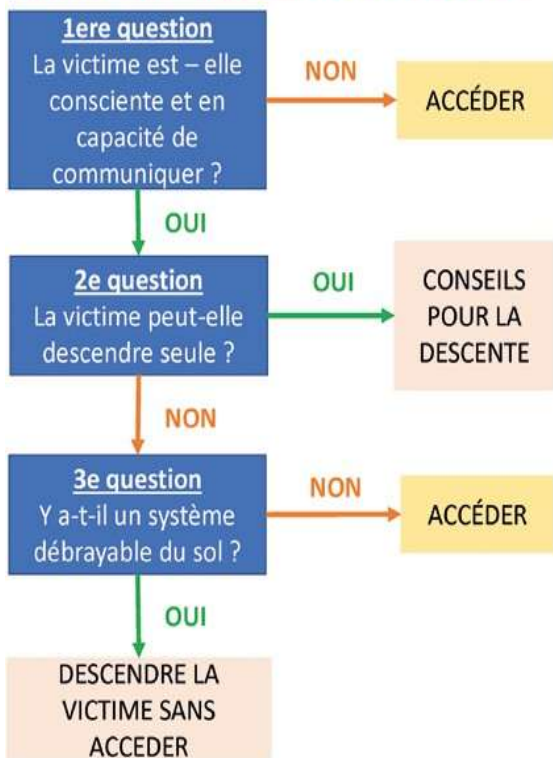 1ere question
La victime est – elle
consciente et en
capacité de
communiquer ?
NON
ACCÉDER
OUI
2e question
La victime peut-elle
descendre seule ?
OUI
CONSEILS
POUR LA
DESCENTE
NON
3e question
Y a-t-il un système
débrayable du sol ?
NON
ACCÉDER
OUI
DESCENDRE LA
VICTIME SANS
ACCEDER